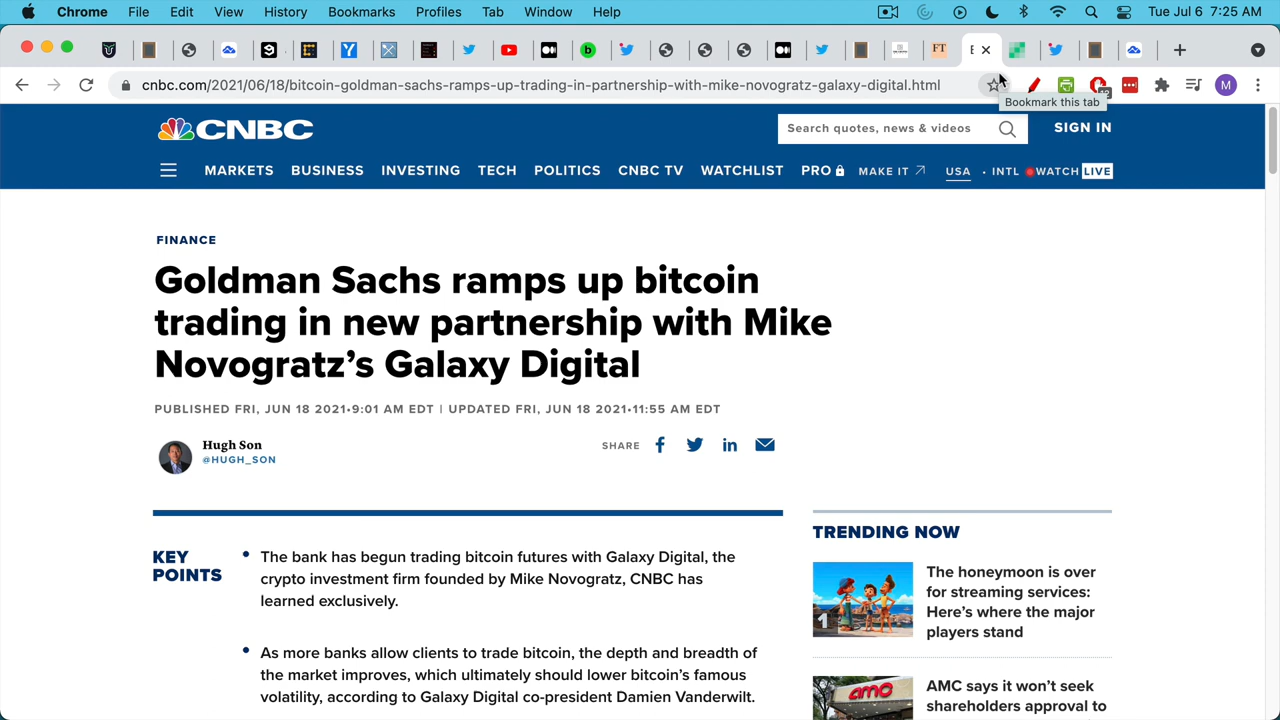 Chrome File Edit View History Bookmarks Profiles Tab Window Help Tue Jul 6 7:25 AM
FT
cnbc.com/2021/06/18/bitcoin-goldman-sachs-ramps-up-trading-in-partnership-with-mike-novogratz-galaxy-digital.html M
Bookmark this tab
CNBC Search quotes, news & videos SIGN IN
MARKETS BUSINESS INVESTING TECH POLITICS CNBC TV WATCHLIST PRO MAKE IT USA • INTL WATCH LIVE
FINANCE
Goldman Sachs ramps up bitcoin
trading in new partnership with Mike
Novogratz’s Galaxy Digital
PUBLISHED FRI, JUN 18 2021•9:01 AM EDT | UPDATED FRI, JUN 18 2021•11:55 AM EDT
Hugh Son
@HUGH_SON
SHARE
KEY
POINTS
• The bank has begun trading bitcoin futures with Galaxy Digital, the
crypto investment firm founded by Mike Novogratz, CNBC has
learned exclusively.
• As more banks allow clients to trade bitcoin, the depth and breadth of
the market improves, which ultimately should lower bitcoin’s famous
volatility, according to Galaxy Digital co-president Damien Vanderwilt.
TRENDING NOW
1
The honeymoon is over
for streaming services:
Here’s where the major
players stand
amc
AMC says it won’t seek
shareholders approval to